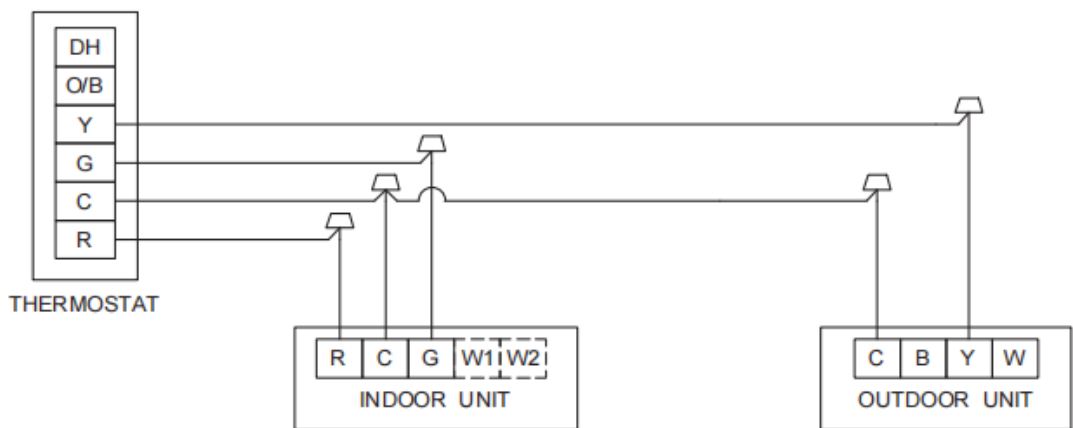 DH
O/B
Y
G
C
R
THERMOSTAT
R C G W1 W2
INDOOR UNIT
C B Y W
OUTDOOR UNIT